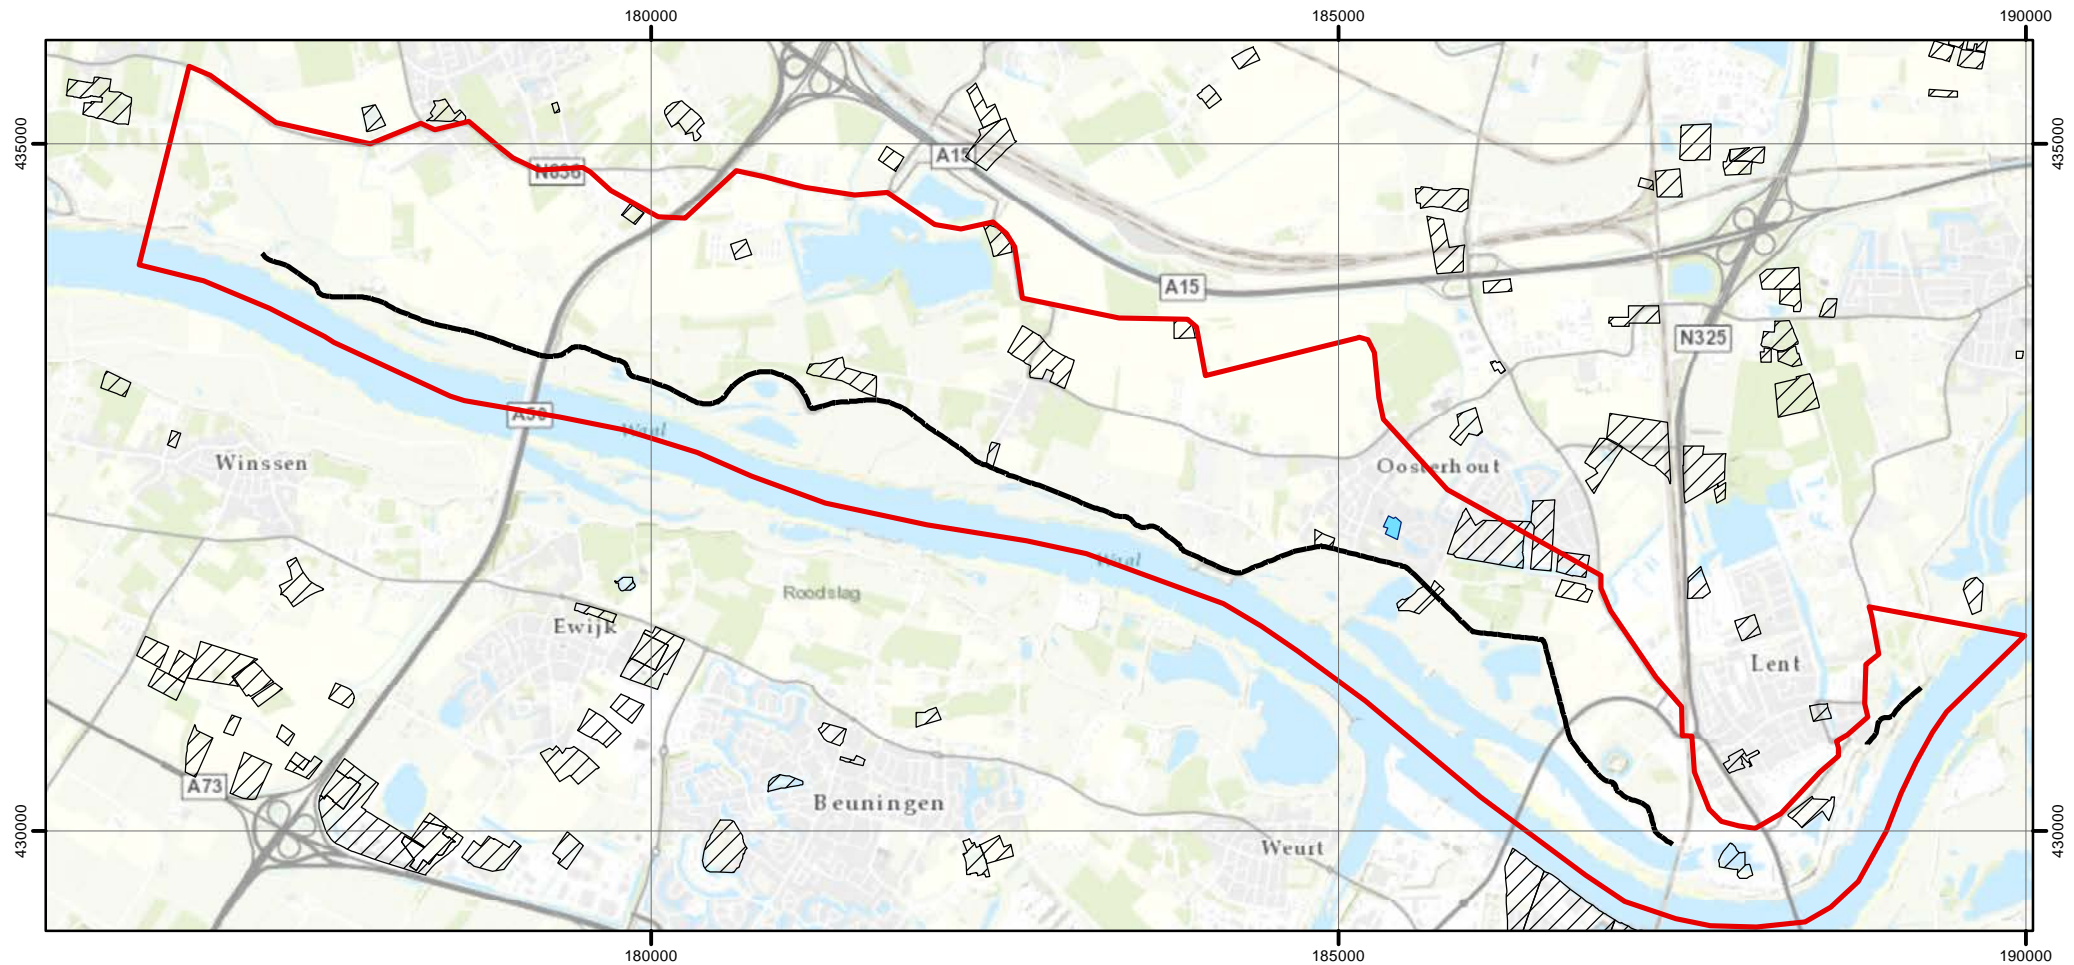 180000
185000
190000
435000
435000
A15
N836
A15
N325
A50
Waal
Winssen
Oosterhout
Waal
Roodslag
Ewijk
Lent
A73
Beuningen
430000
430000
Weurt
180000
185000
190000